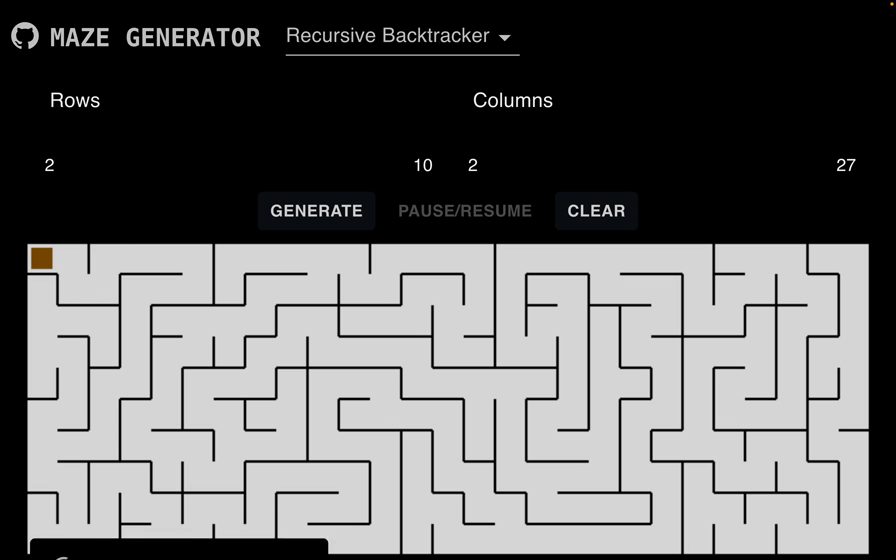 MAZE GENERATOR Recursive Backtracker
Rows Columns
2 10 2 27
GENERATE PAUSE/RESUME CLEAR